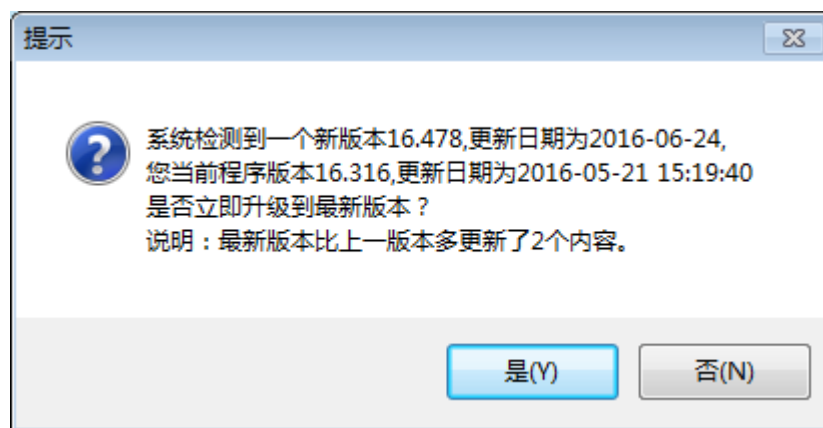 提示
系统检测到一个新版本16.478,更新日期为2016-06-24,
您当前程序版本16.316,更新日期为2016-05-21 15:19:40
是否立即升级到最新版本？
说明：最新版本比上一版本多更新了2个内容。
是(Y) 否(N)